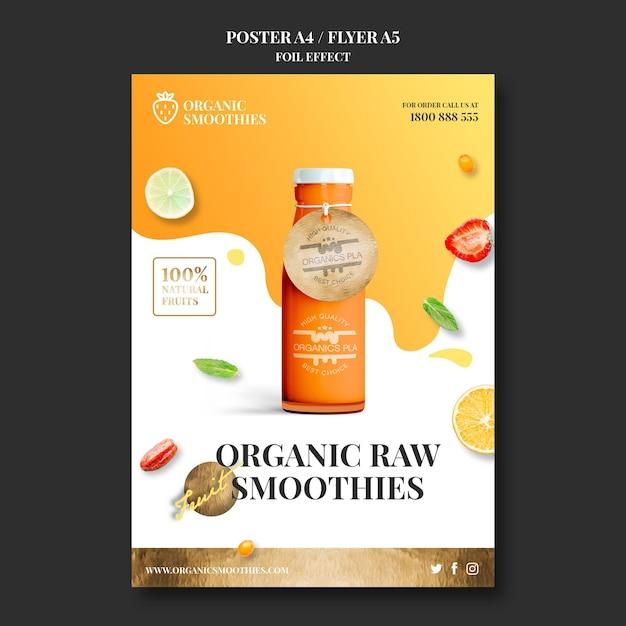 POSTER A4 / FLYER A5
FOIL EFFECT
ORGANIC
SMOOTHIES
FOR ORDER CALL US AT
1800 888 555
HIGH QUALITY
ORGANICS PLA
BEST CHOICE
100%
NATURAL
FRUITS
HIGH QUALITY
ORGANICS PLA
BEST CHOICE
ORGANIC RAW
SMOOTHIES
Fruit
WWW.ORGANICSMOOTHIES.COM